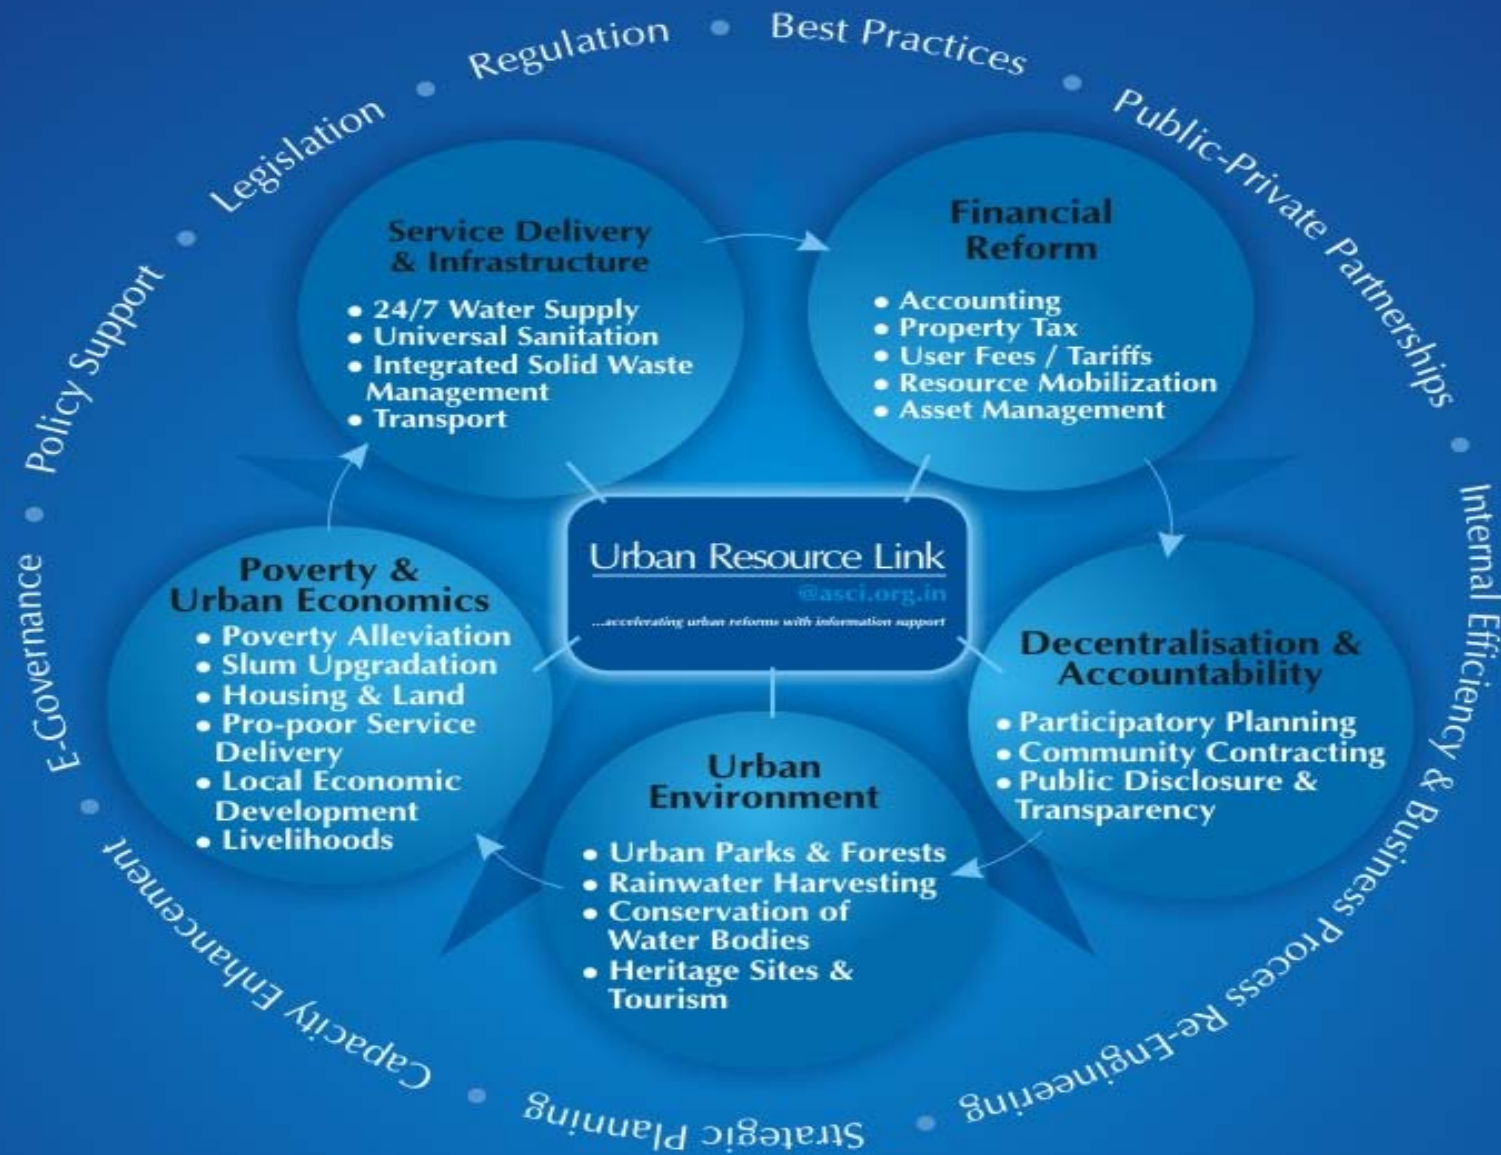 Regulation • Best Practices • Public-Private Partnerships • Internal Efficiency & Business Process Re-Engineering • Strategic Planning • Capacity Enhancement • E-Governance • Policy Support • Legislation •
Service Delivery
& Infrastructure
• 24/7 Water Supply
• Universal Sanitation
• Integrated Solid Waste
Management
• Transport
Financial
Reform
• Accounting
• Property Tax
• User Fees / Tariffs
• Resource Mobilization
• Asset Management
Urban Resource Link
@asci.org.in
...accelerating urban reforms with information support
Poverty &
Urban Economics
• Poverty Alleviation
• Slum Upgradation
• Housing & Land
• Pro-poor Service
Delivery
• Local Economic
Development
• Livelihoods
Decentralisation &
Accountability
• Participatory Planning
• Community Contracting
• Public Disclosure &
Transparency
Urban
Environment
• Urban Parks & Forests
• Rainwater Harvesting
• Conservation of
Water Bodies
• Heritage Sites &
Tourism